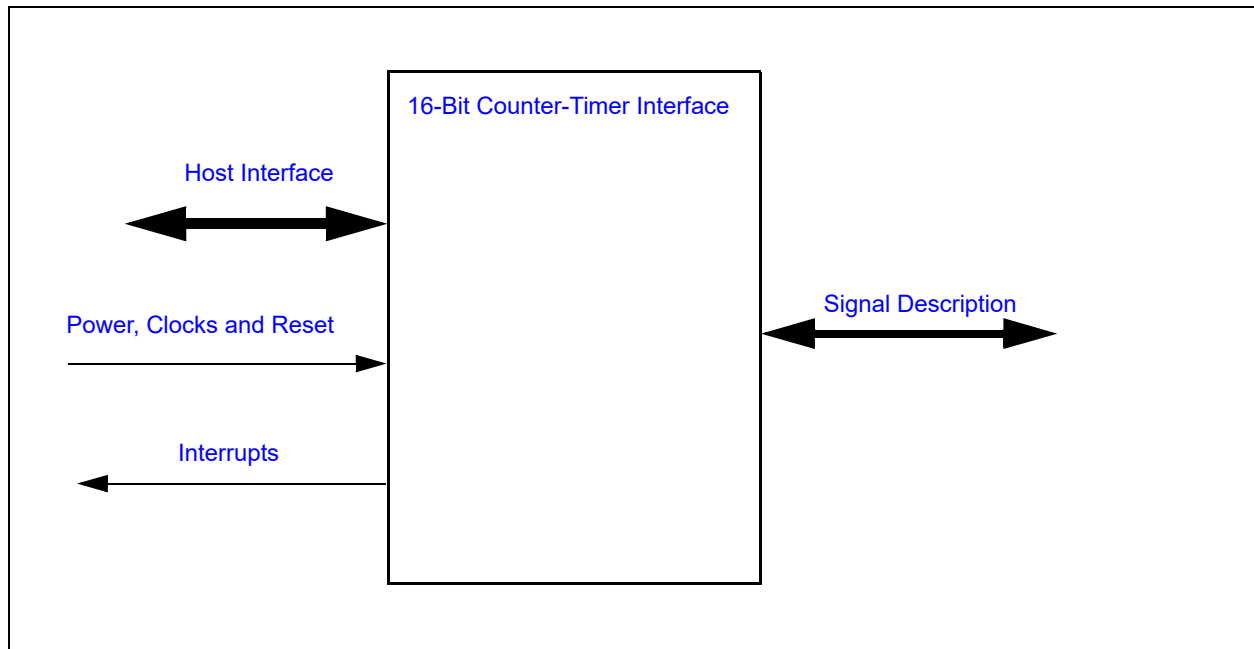 16-Bit Counter-Timer Interface
Host Interface
Signal Description
Power, Clocks and Reset
Interrupts